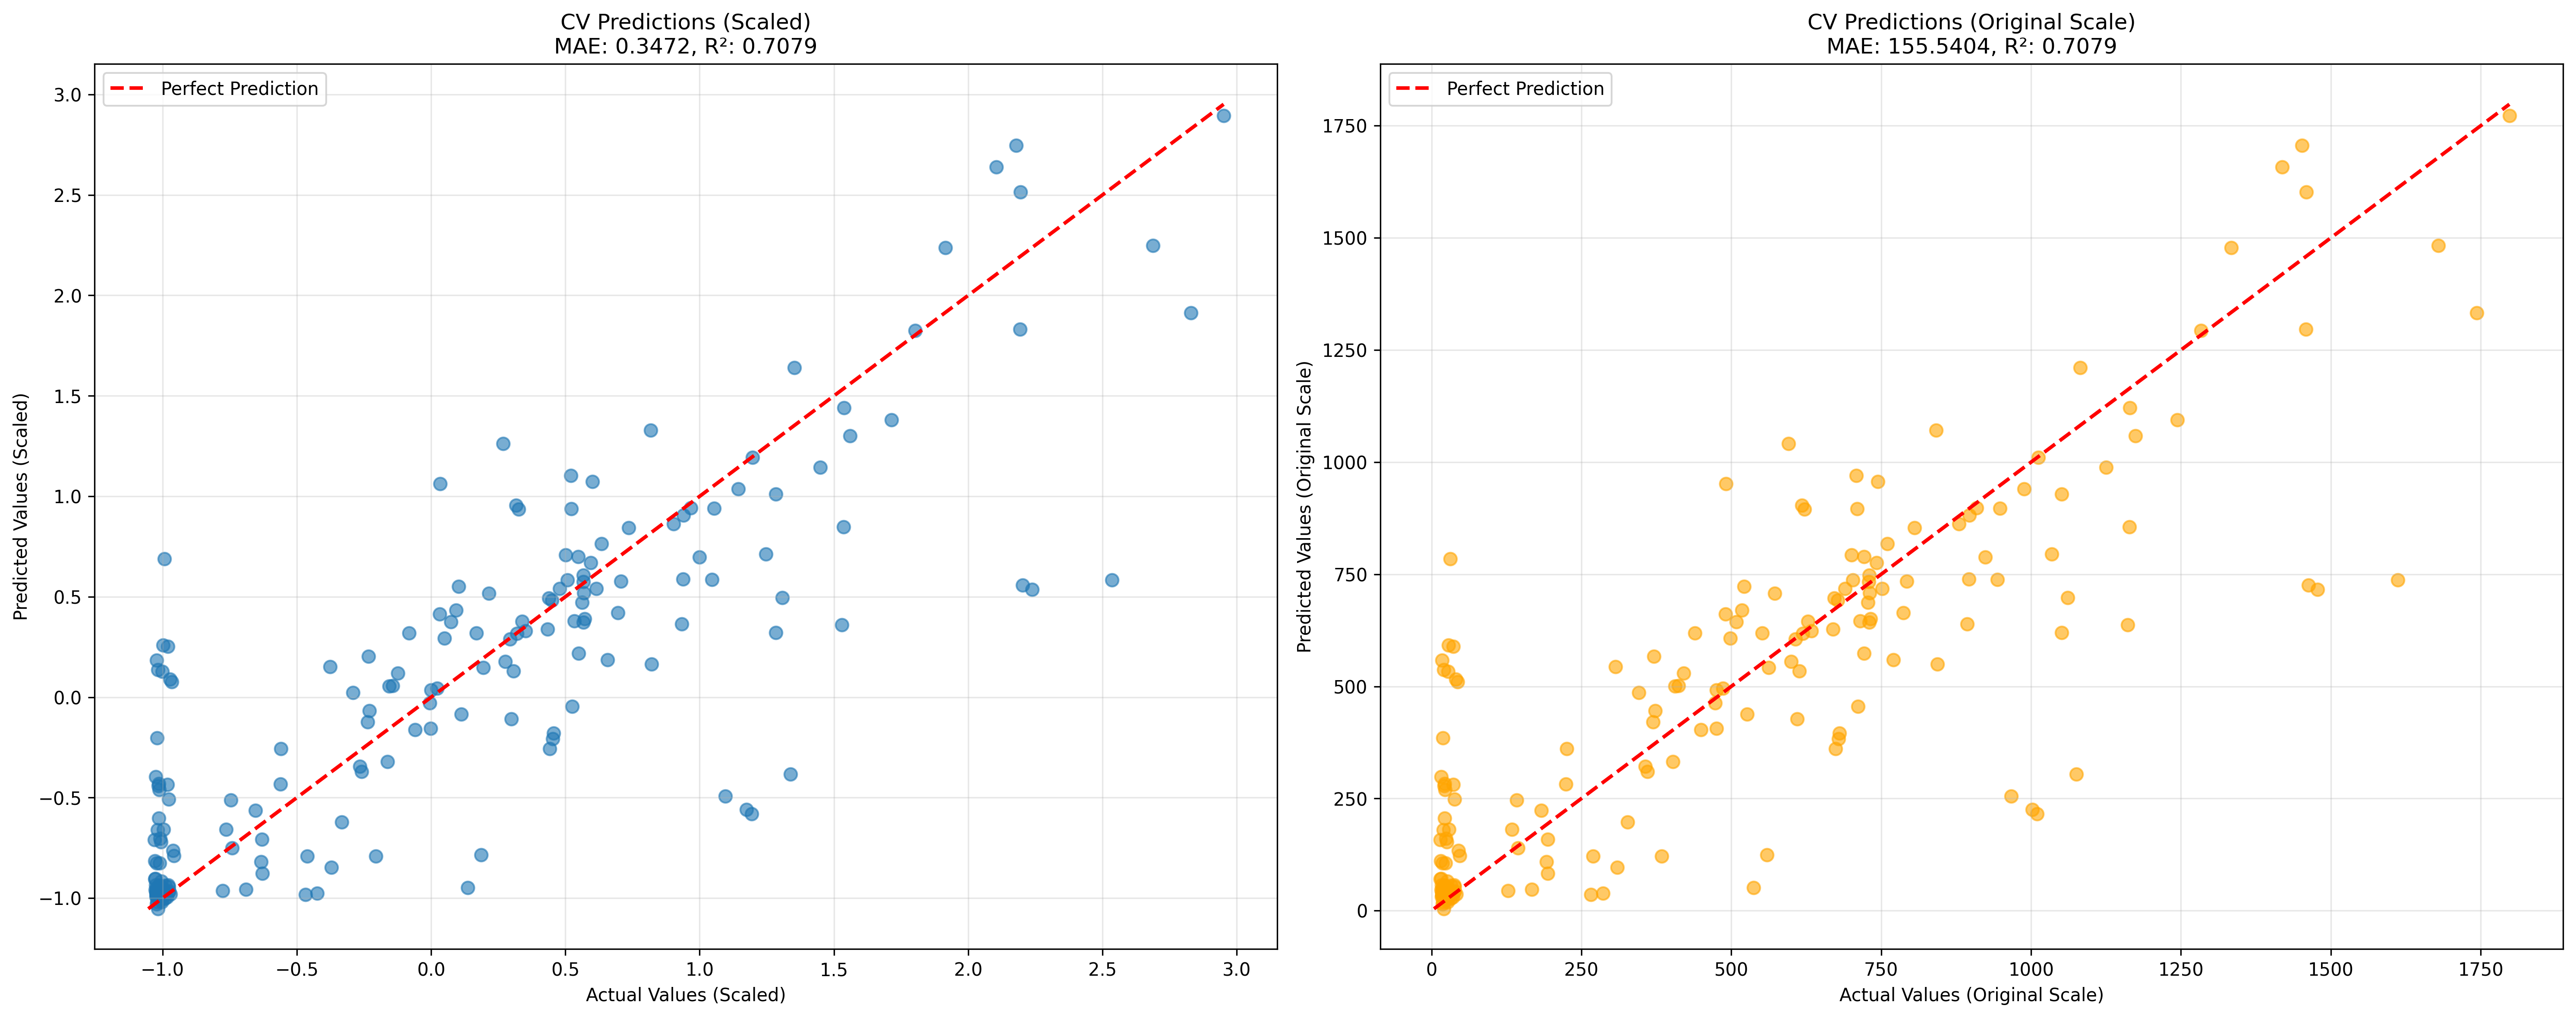 CV Predictions (Scaled)
MAE: 0.3472, R²: 0.7079
Perfect Prediction
3.0
2.5
2.0
1.5
1.0
0.5
0.0
−0.5
−1.0
Predicted Values (Scaled)
−1.0 −0.5 0.0 0.5 1.0 1.5 2.0 2.5 3.0
Actual Values (Scaled)
CV Predictions (Original Scale)
MAE: 155.5404, R²: 0.7079
Perfect Prediction
1750
1500
1250
1000
750
500
250
0
Predicted Values (Original Scale)
0 250 500 750 1000 1250 1500 1750
Actual Values (Original Scale)